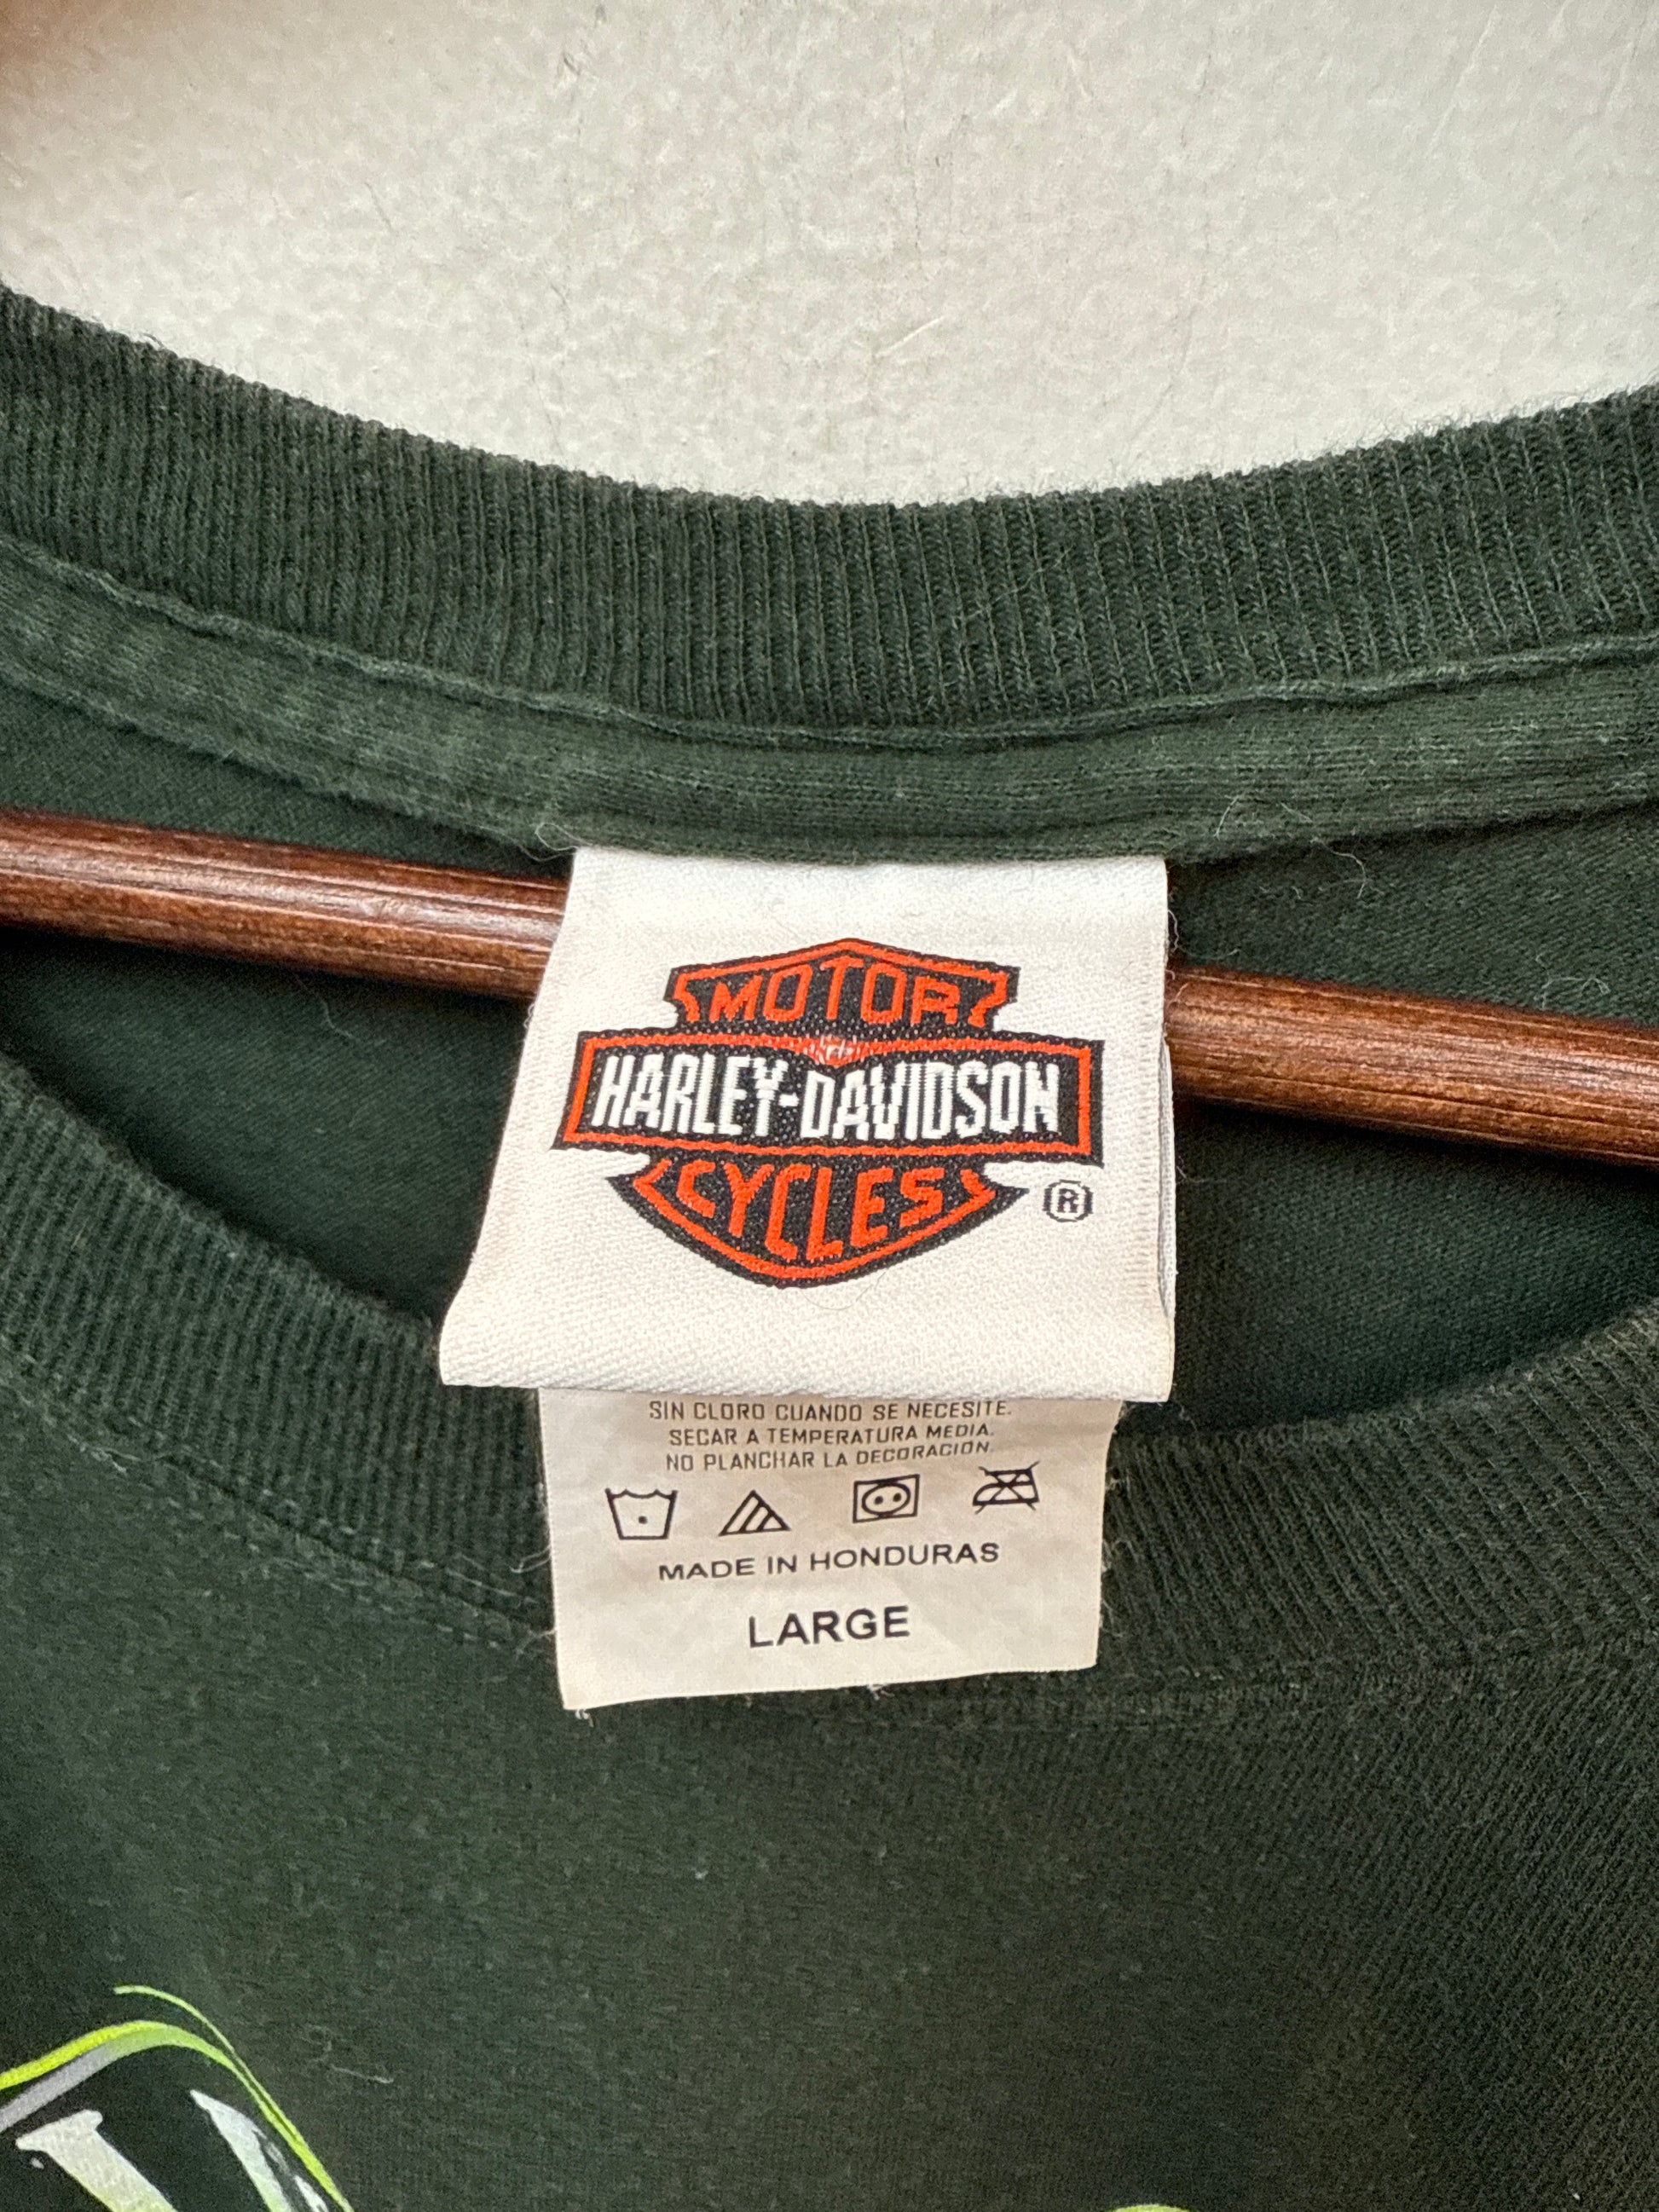 MOTOR
HARLEY-DAVIDSON
CYCLES
®
SIN CLORO CUANDO SE NECESITE.
SECAR A TEMPERATURA MEDIA.
NO PLANCHAR LA DECORACION.
MADE IN HONDURAS
LARGE